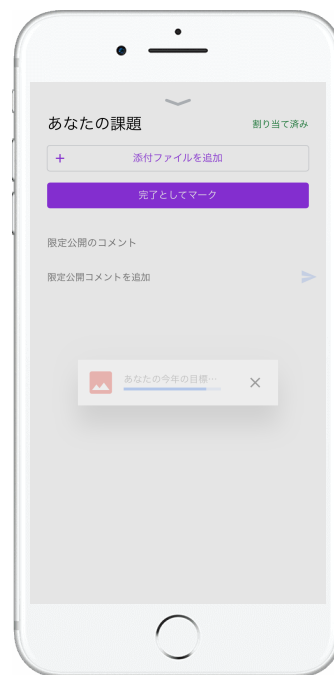 あなたの課題
割り当て済み
+ 添付ファイルを追加
完了としてマーク
限定公開のコメント
限定公開コメントを追加
あなたの今年の目標…